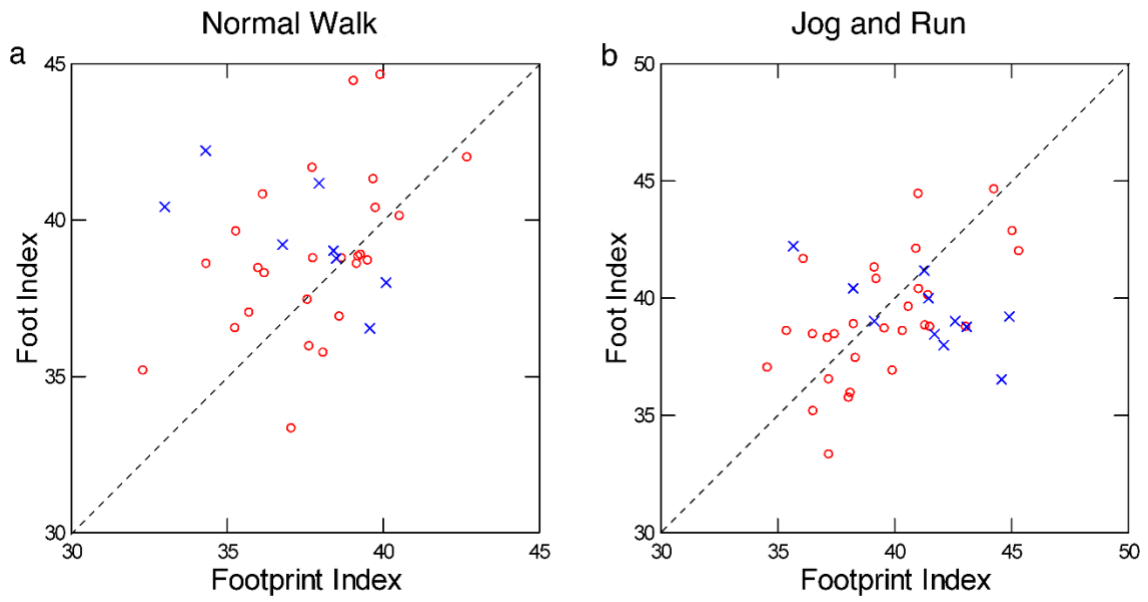 Normal Walk
a
45
40
35
30
Foot Index
30 35 40 45
Footprint Index
Jog and Run
b
50
45
40
35
30
Foot Index
30 35 40 45 50
Footprint Index